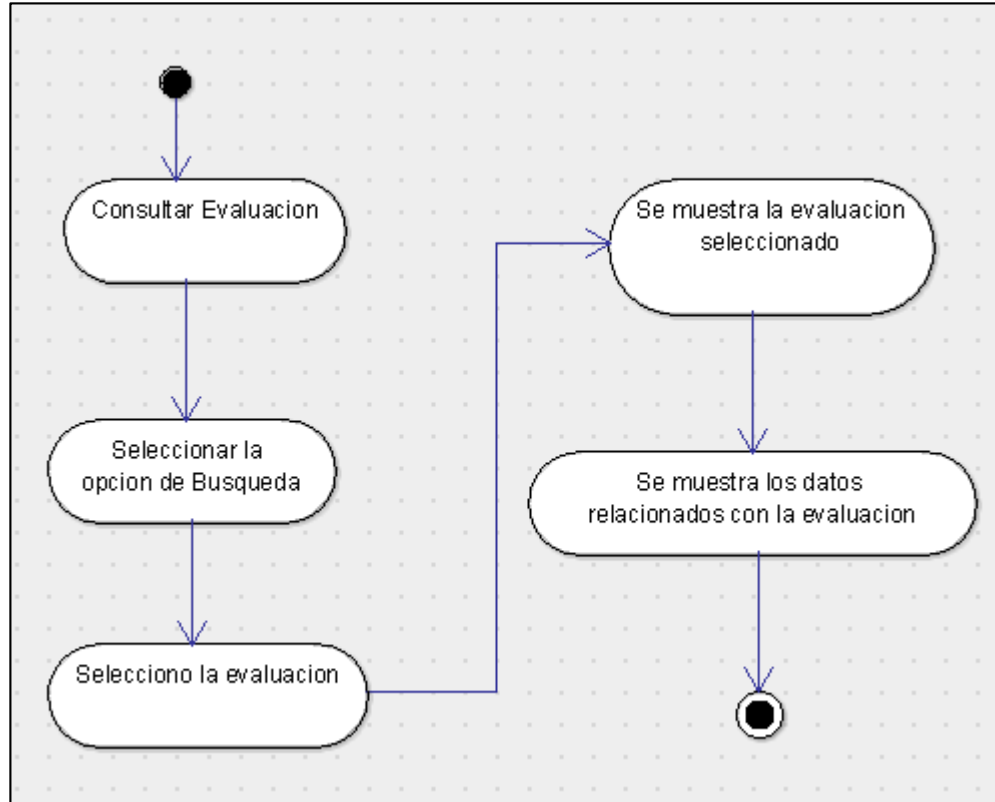 Consultar Evaluacion
Seleccionar la
opcion de Busqueda
Selecciono la evaluacion
Se muestra la evaluacion
seleccionado
Se muestra los datos
relacionados con la evaluacion